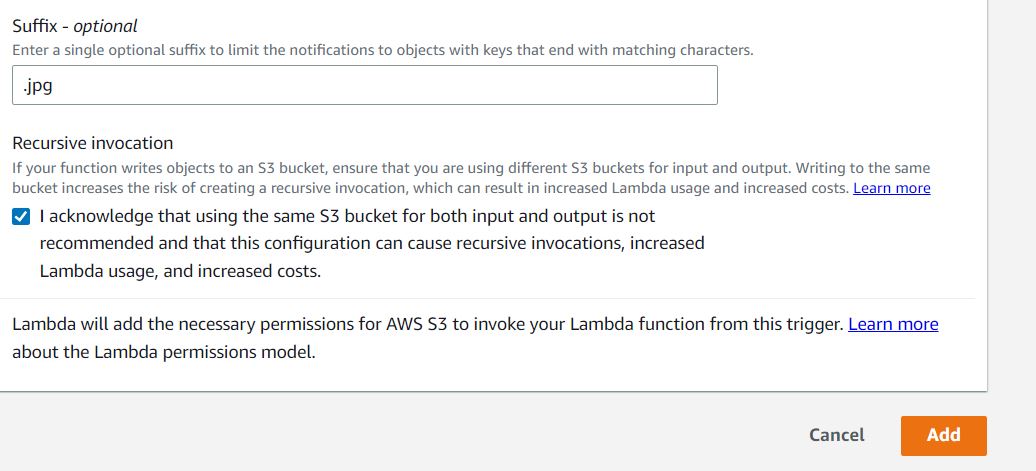 Suffix - optional
Enter a single optional suffix to limit the notifications to objects with keys that end with matching characters.
.jpg
Recursive invocation
If your function writes objects to an S3 bucket, ensure that you are using different S3 buckets for input and output. Writing to the same
bucket increases the risk of creating a recursive invocation, which can result in increased Lambda usage and increased costs. Learn more
I acknowledge that using the same S3 bucket for both input and output is not
recommended and that this configuration can cause recursive invocations, increased
Lambda usage, and increased costs.
Lambda will add the necessary permissions for AWS S3 to invoke your Lambda function from this trigger. Learn more
about the Lambda permissions model.
Cancel Add